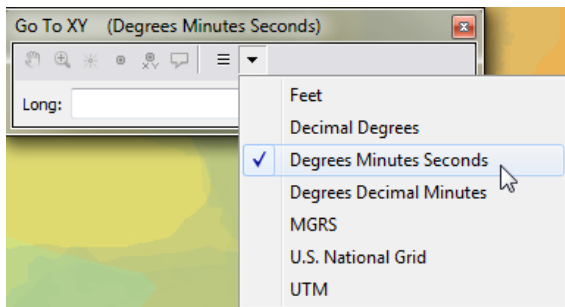 Go To XY (Degrees Minutes Seconds)
XY
Long:
Feet
Decimal Degrees
Degrees Minutes Seconds
Degrees Decimal Minutes
MGRS
U.S. National Grid
UTM